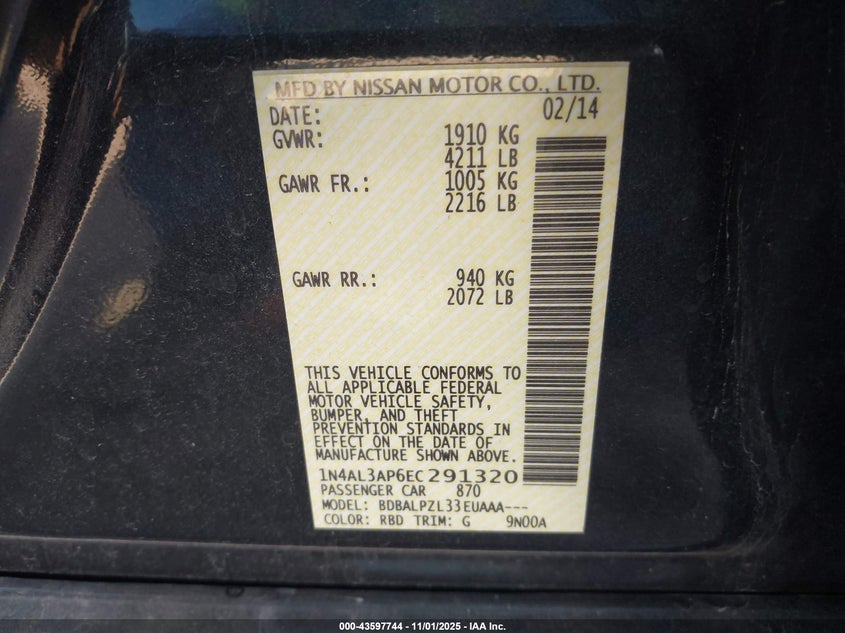 MFD BY NISSAN MOTOR CO., LTD.
DATE: 02/14
GVWR: 1910 KG
4211 LB
GAWR FR.: 1005 KG
2216 LB
GAWR RR.: 940 KG
2072 LB
THIS VEHICLE CONFORMS TO
ALL APPLICABLE FEDERAL
MOTOR VEHICLE SAFETY,
BUMPER, AND THEFT
PREVENTION STANDARDS IN
EFFECT ON THE DATE OF
MANUFACTURE SHOWN ABOVE.
1N4AL3AP6EC291320
PASSENGER CAR 870
MODEL: BDBALPZL33EUAAA---
COLOR: RBD TRIM: G 9N00A
000-43597744 - 11/01/2025 - IAA Inc.